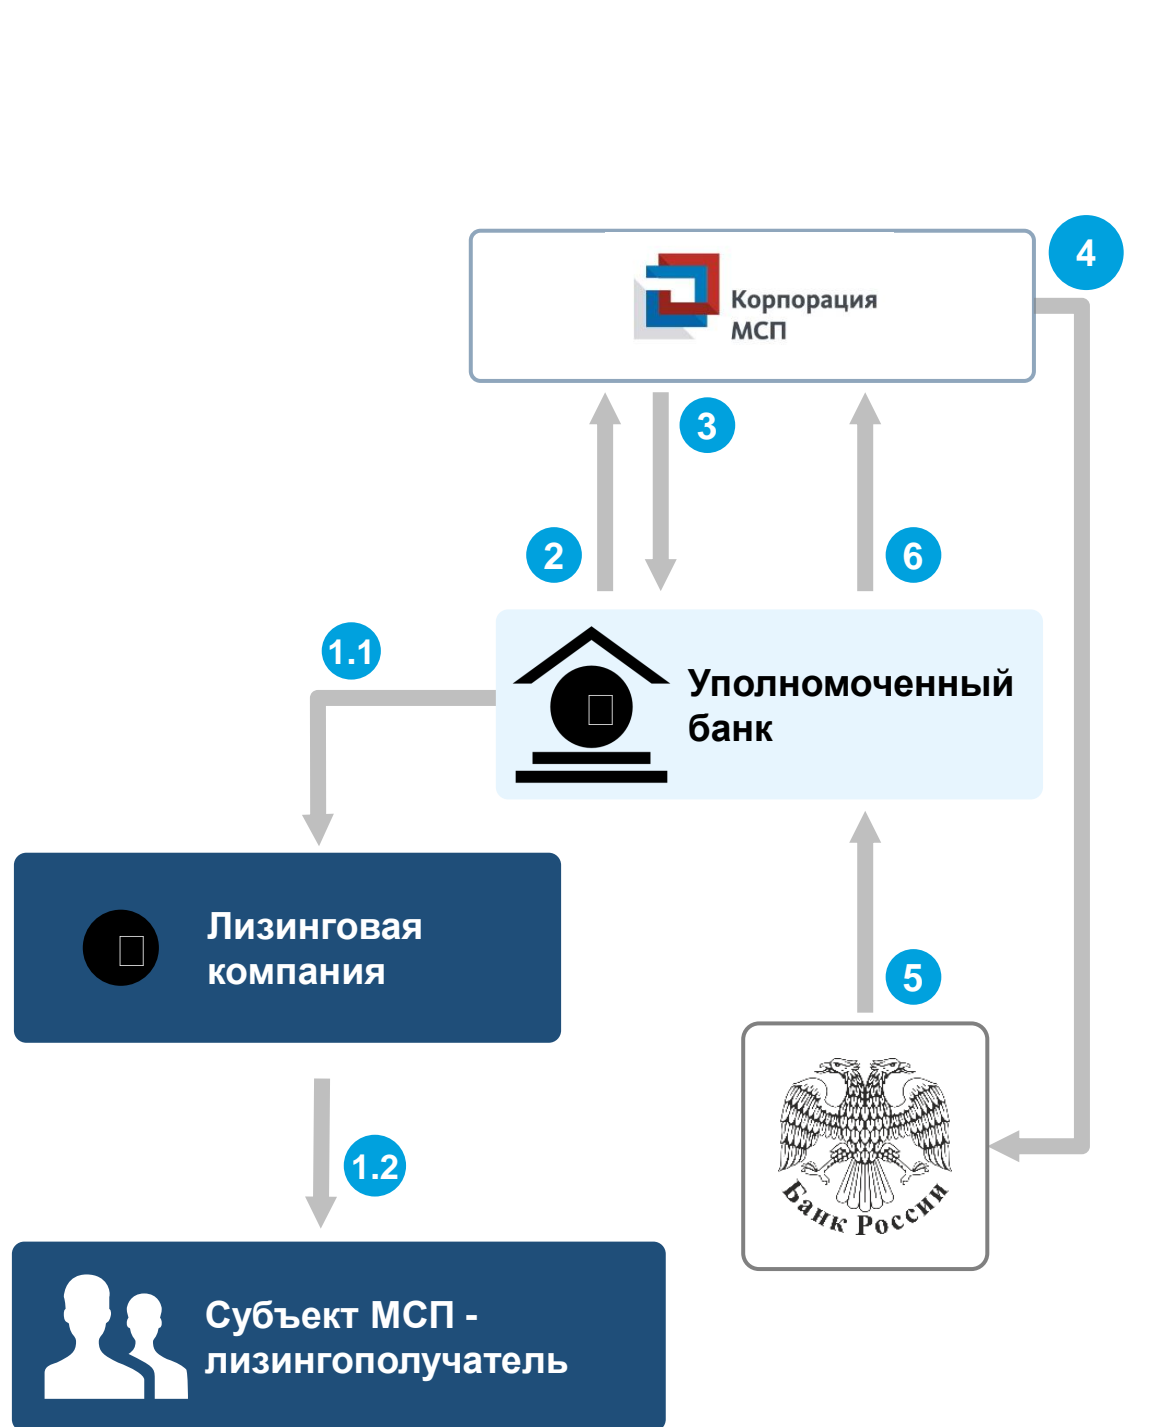 4
Корпорация
МСП
3
2
6
1.1
Уполномоченный
банк
Лизинговая
компания
5
1.2
Банк России
Субъект МСП -
лизингополучатель